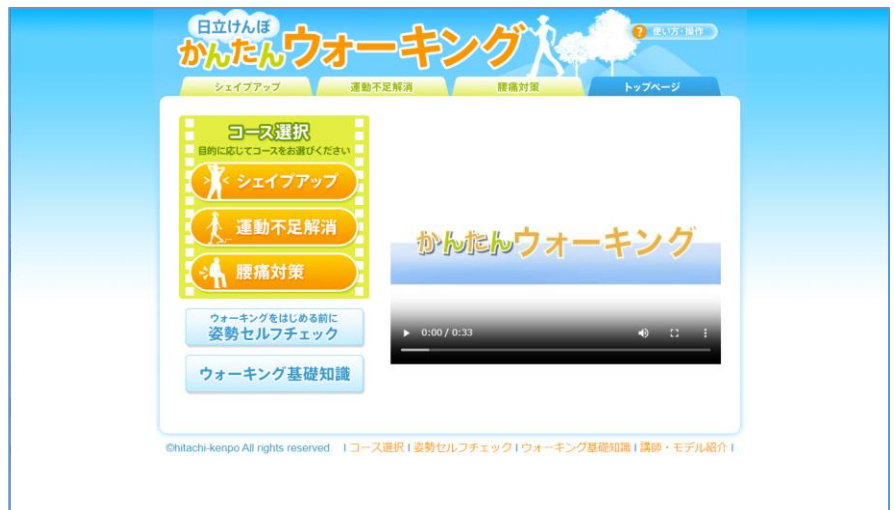 日立けんぽ
かんたんウォーキング
? 使い方・操作
シェイプアップ 運動不足解消 腰痛対策 トップページ
コース選択
目的に応じてコースをお選びください
シェイプアップ
運動不足解消
腰痛対策
ウォーキングをはじめる前に
姿勢セルフチェック
ウォーキング基礎知識
かんたんウォーキング
0:00 / 0:33
©hitachi-kenpo All rights reserved. | コース選択 | 姿勢セルフチェック | ウォーキング基礎知識 | 講師・モデル紹介 |